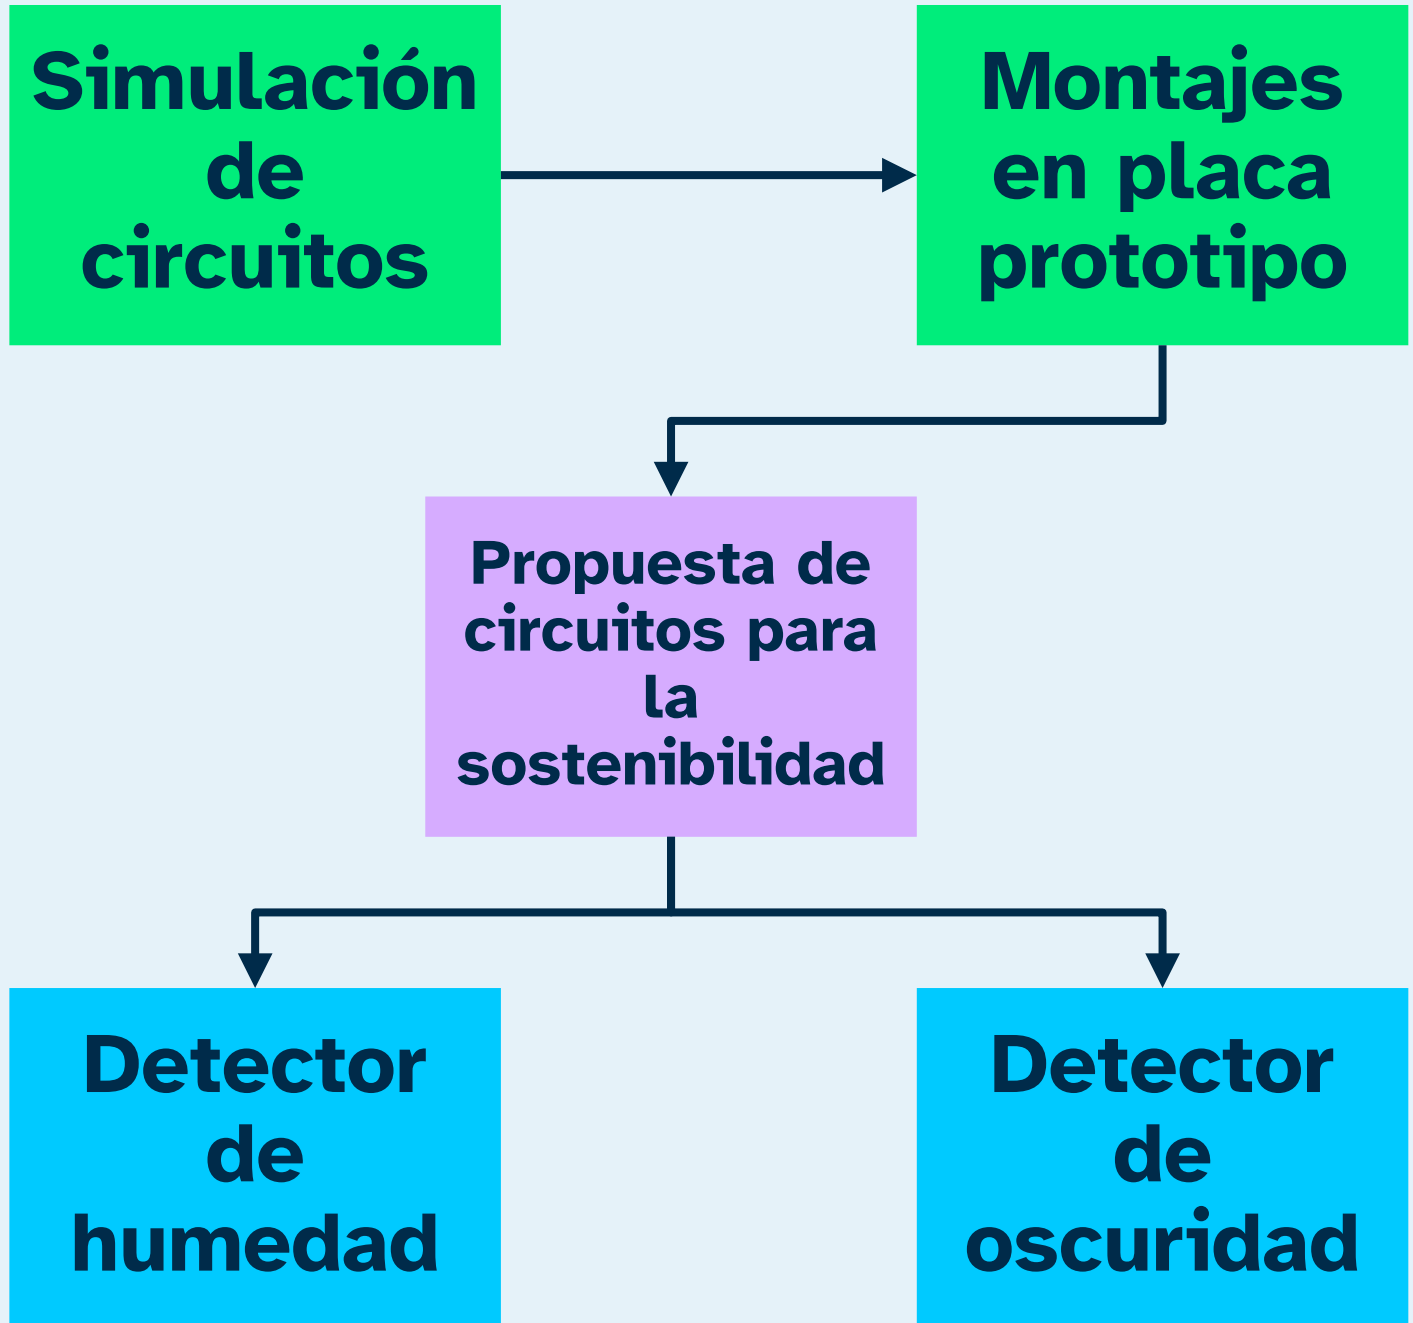 Simulación
de
circuitos
Montajes
en placa
prototipo
Propuesta de
circuitos para
la
sostenibilidad
Detector
de
humedad
Detector
de
oscuridad